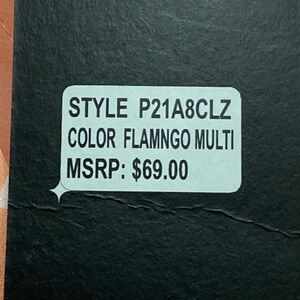 STYLE P21A8CLZ
COLOR FLAMNGO MULTI
MSRP: $69.00